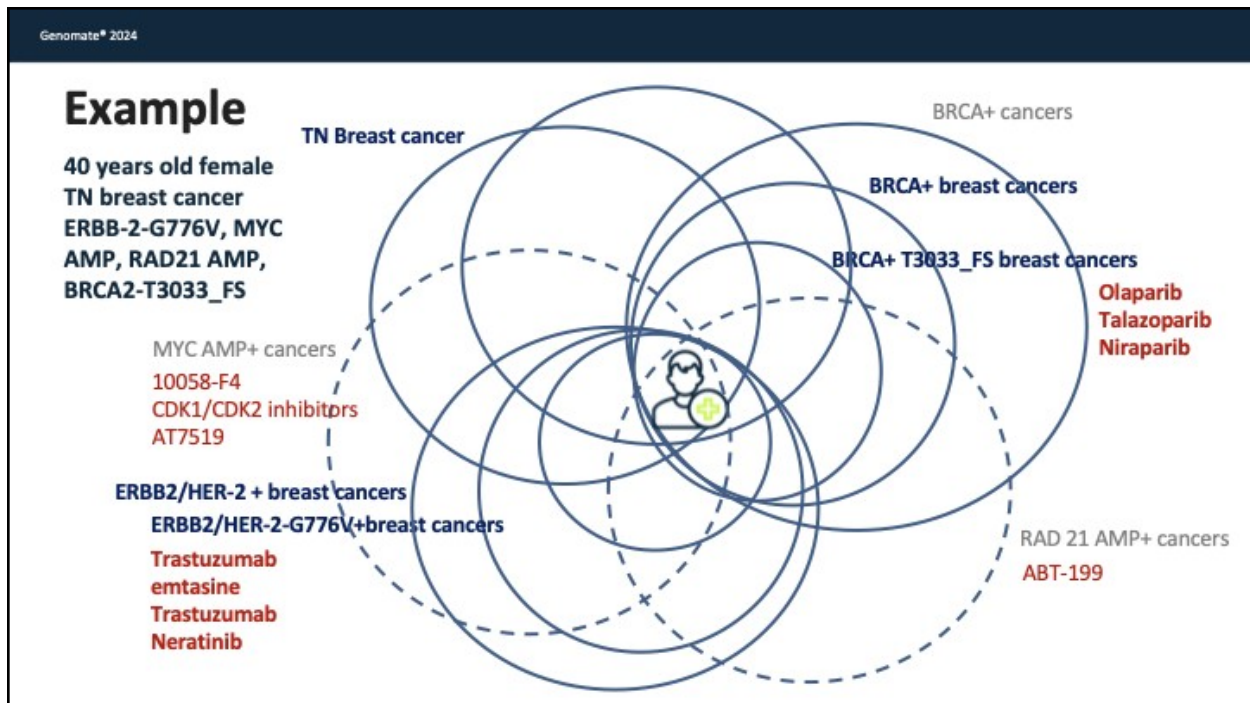 Genomate® 2024
Example
40 years old female
TN breast cancer
ERBB-2-G776V, MYC
AMP, RAD21 AMP,
BRCA2-T3033_FS
TN Breast cancer
BRCA+ cancers
BRCA+ breast cancers
BRCA+ T3033_FS breast cancers
Olaparib
Talazoparib
Niraparib
MYC AMP+ cancers
10058-F4
CDK1/CDK2 inhibitors
AT7519
ERBB2/HER-2 + breast cancers
ERBB2/HER-2-G776V+breast cancers
Trastuzumab
emtasine
Trastuzumab
Neratinib
RAD 21 AMP+ cancers
ABT-199